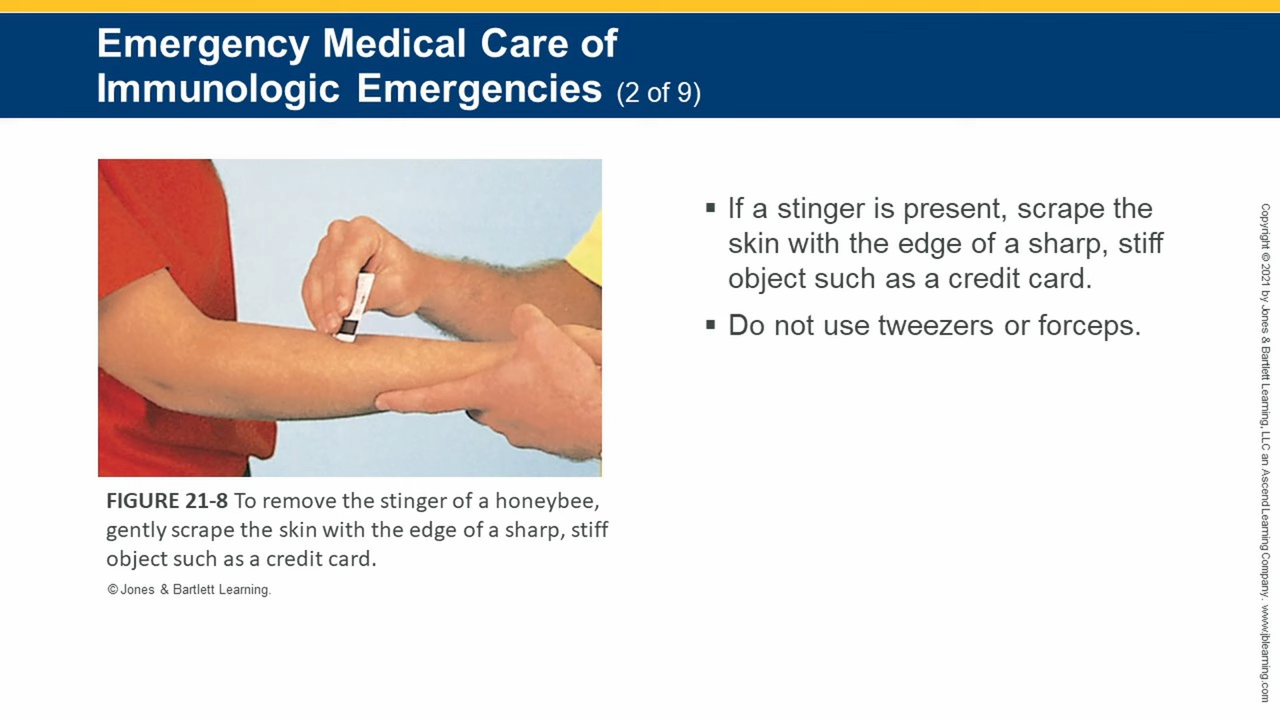 Emergency Medical Care of
Immunologic Emergencies (2 of 9)
▪ If a stinger is present, scrape the
skin with the edge of a sharp, stiff
object such as a credit card.
▪ Do not use tweezers or forceps.
FIGURE 21-8 To remove the stinger of a honeybee,
gently scrape the skin with the edge of a sharp, stiff
object such as a credit card.
© Jones & Bartlett Learning.
Copyright © 2021 by Jones & Bartlett Learning, LLC an Ascend Learning Company. www.jblearning.com